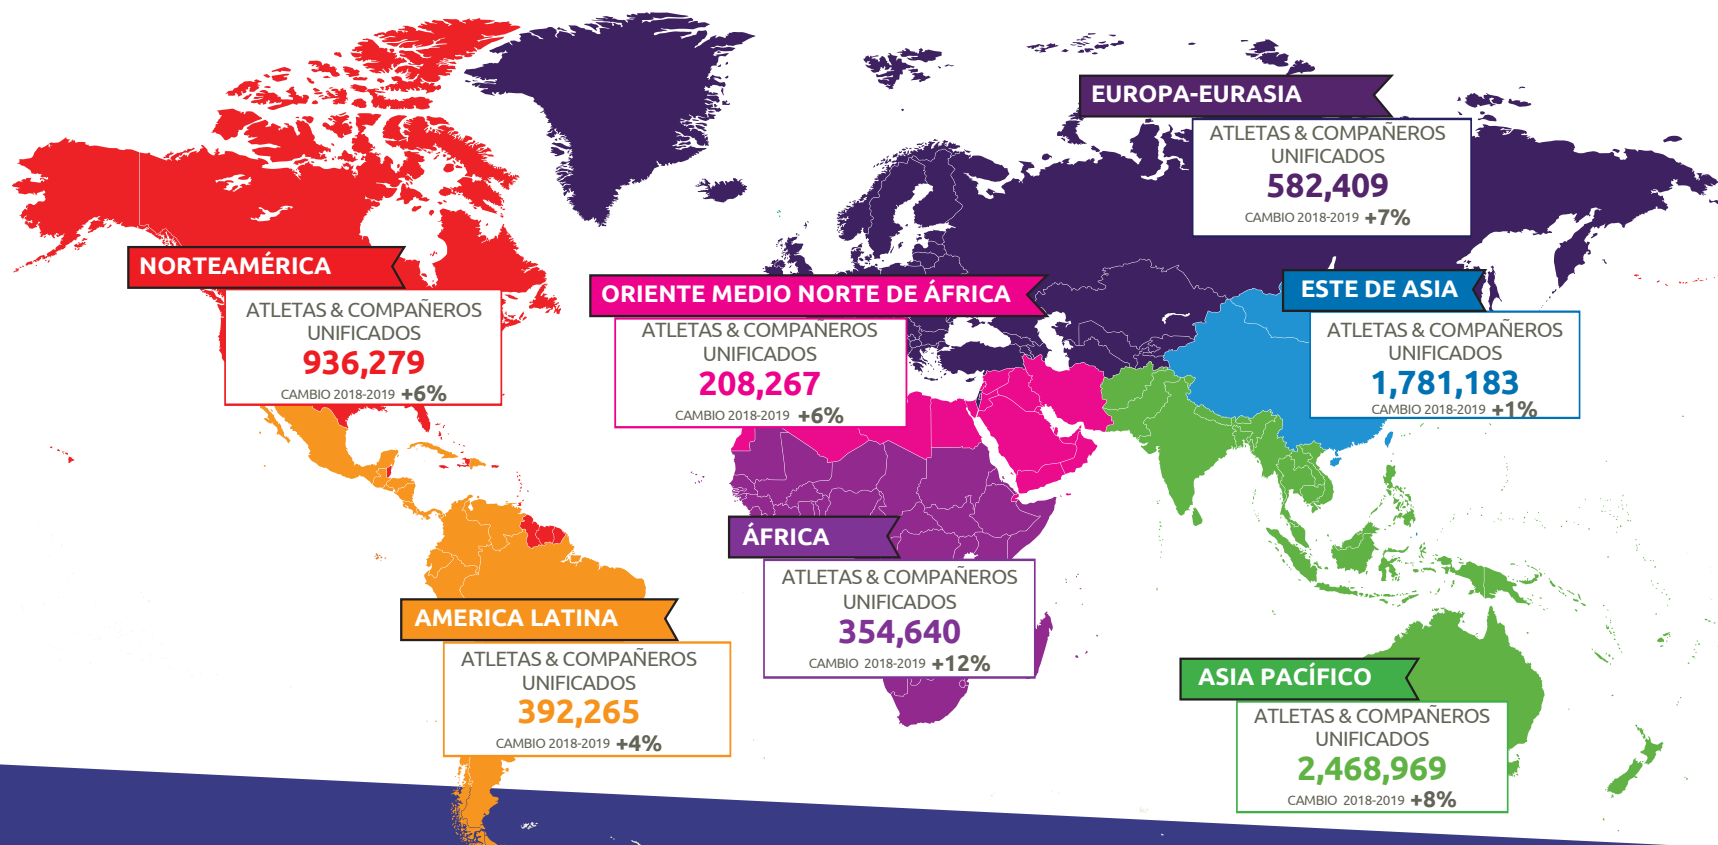 EUROPA-EURASIA
ATLETAS & COMPAÑEROS
UNIFICADOS
582,409
CAMBIO 2018-2019 +7%
NORTEAMÉRICA
ATLETAS & COMPAÑEROS
UNIFICADOS
936,279
CAMBIO 2018-2019 +6%
ORIENTE MEDIO NORTE DE ÁFRICA
ATLETAS & COMPAÑEROS
UNIFICADOS
208,267
CAMBIO 2018-2019 +6%
ESTE DE ASIA
ATLETAS & COMPAÑEROS
UNIFICADOS
1,781,183
CAMBIO 2018-2019 +1%
ÁFRICA
ATLETAS & COMPAÑEROS
UNIFICADOS
354,640
CAMBIO 2018-2019 +12%
AMERICA LATINA
ATLETAS & COMPAÑEROS
UNIFICADOS
392,265
CAMBIO 2018-2019 +4%
ASIA PACÍFICO
ATLETAS & COMPAÑEROS
UNIFICADOS
2,468,969
CAMBIO 2018-2019 +8%